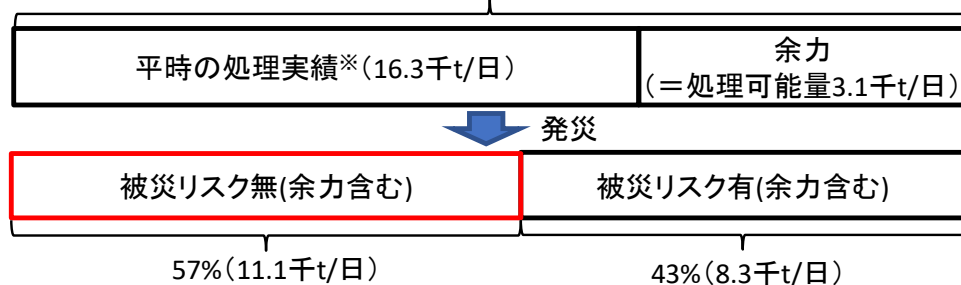 平時の処理実績※（16.3千t/日）
余力
（＝処理可能量3.1千t/日）
発災
被災リスク無(余力含む)
被災リスク有(余力含む)
57%（11.1千t/日）
43%（8.3千t/日）